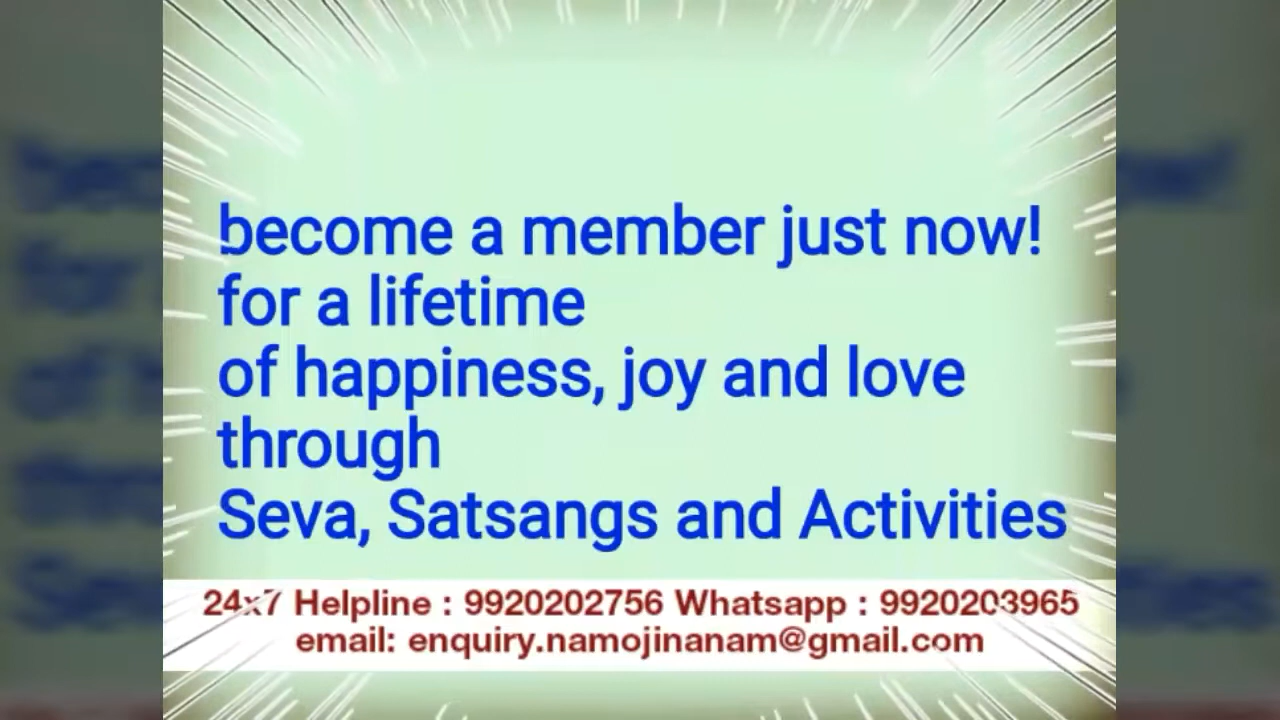 become a member just now!
for a lifetime
of happiness, joy and love
through
Seva, Satsangs and Activities
24x7 Helpline : 9920202756 Whatsapp : 9920203965
email: enquiry.namojinanam@gmail.com